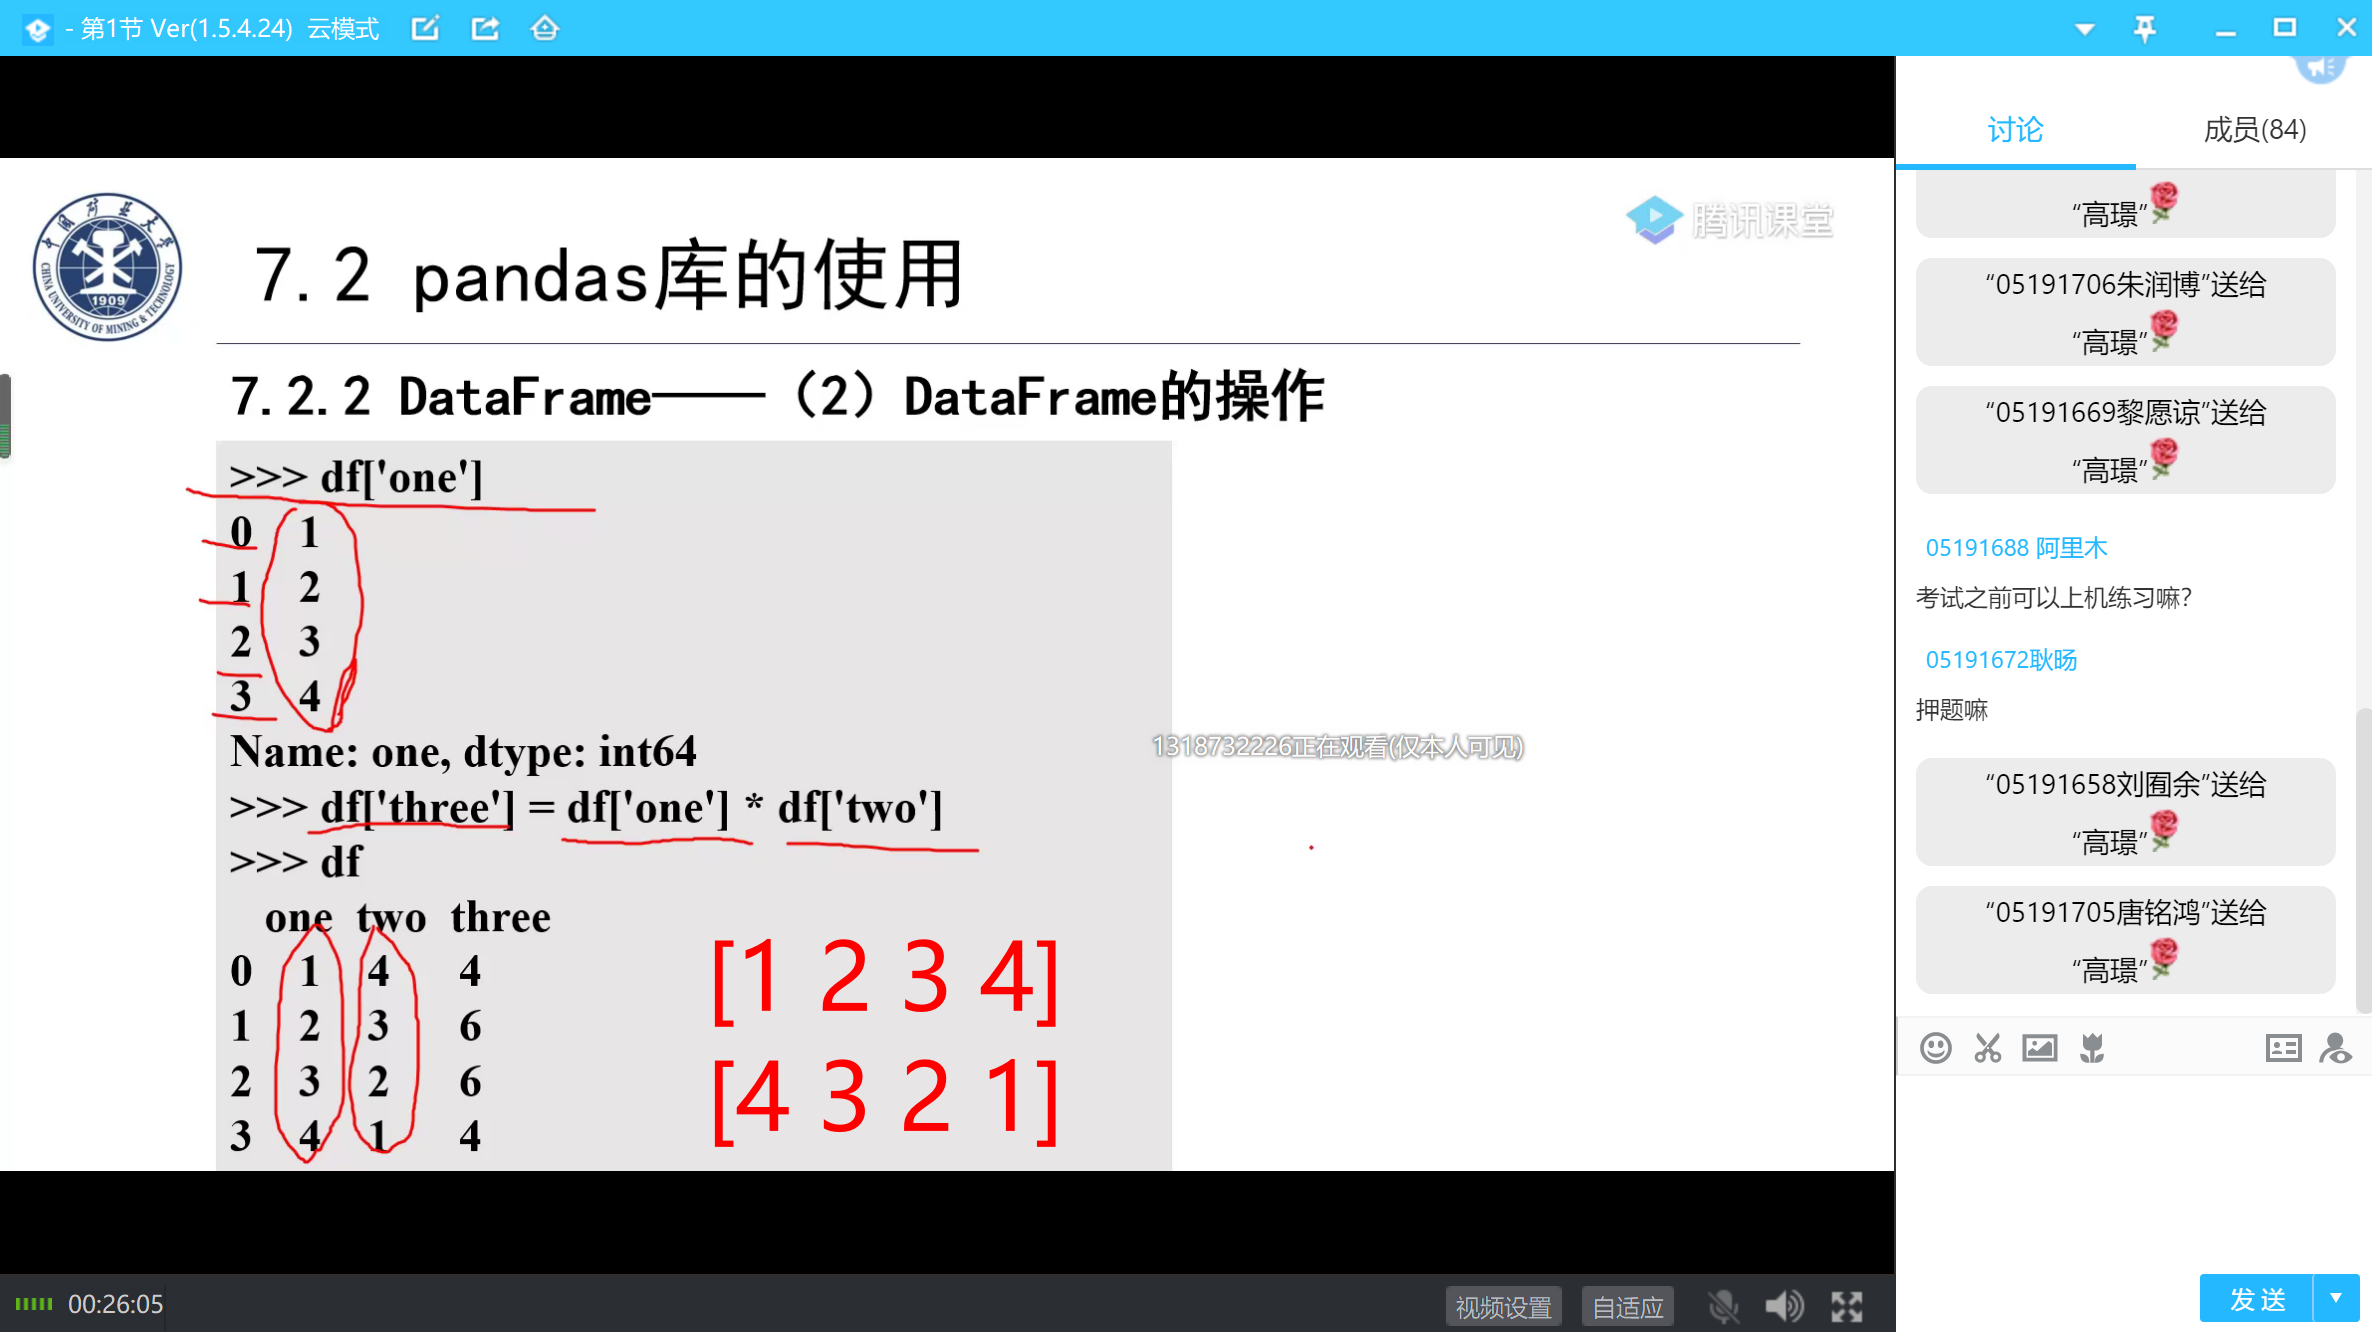 - 第1节 Ver(1.5.4.24) 云模式
讨论
成员(84)
中国矿业大学
CHINA UNIVERSITY OF MINING & TECHNOLOGY
1909
7.2 pandas库的使用
腾讯课堂
7.2.2 DataFrame——（2）DataFrame的操作
>>> df['one']
0 1
1 2
2 3
3 4
Name: one, dtype: int64
>>> df['three'] = df['one'] * df['two']
>>> df
one two three
0 1 4 4
1 2 3 6
2 3 2 6
3 4 1 4
[1 2 3 4]
[4 3 2 1]
1318732226正在观看(仅本人可见)
“高璟”
“05191706朱润博”送给
“高璟”
“05191669黎愿谅”送给
“高璟”
05191688 阿里木
考试之前可以上机练习嘛?
05191672耿旸
押题嘛
“05191658刘囿余”送给
“高璟”
“05191705唐铭鸿”送给
“高璟”
00:26:05
视频设置
自适应
发送